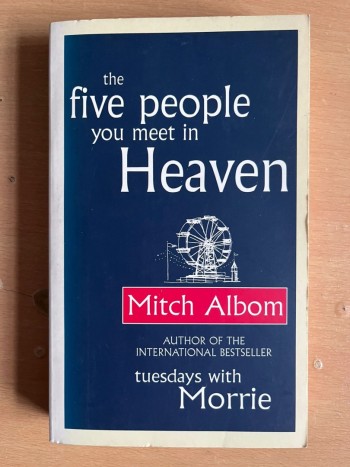 the
five people
you meet in
Heaven
Mitch Albom
AUTHOR OF THE
INTERNATIONAL BESTSELLER
tuesdays with
Morrie